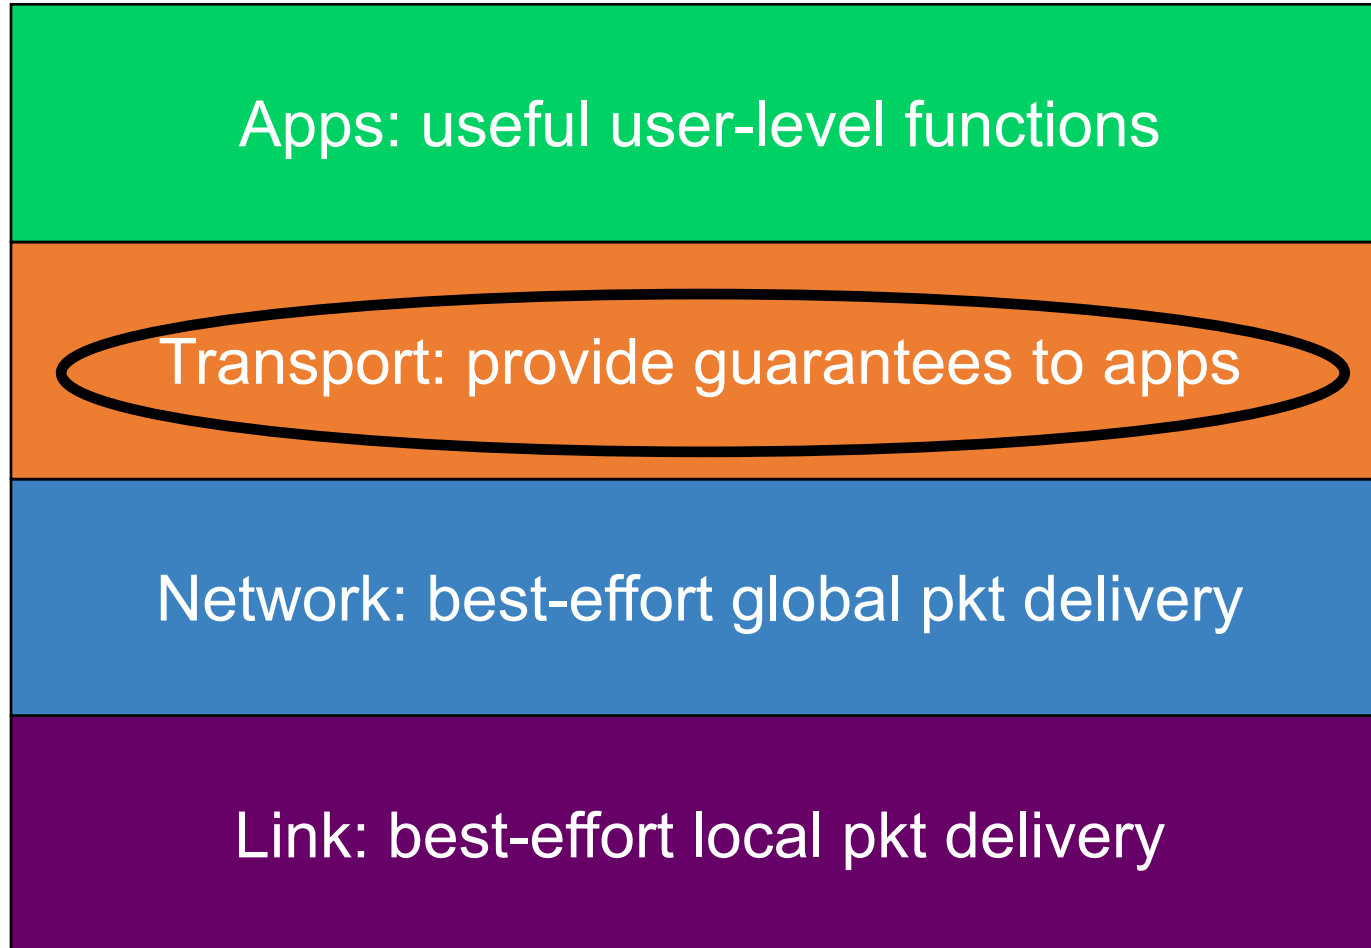 Apps: useful user-level functions
Transport: provide guarantees to apps
Network: best-effort global pkt delivery
Link: best-effort local pkt delivery